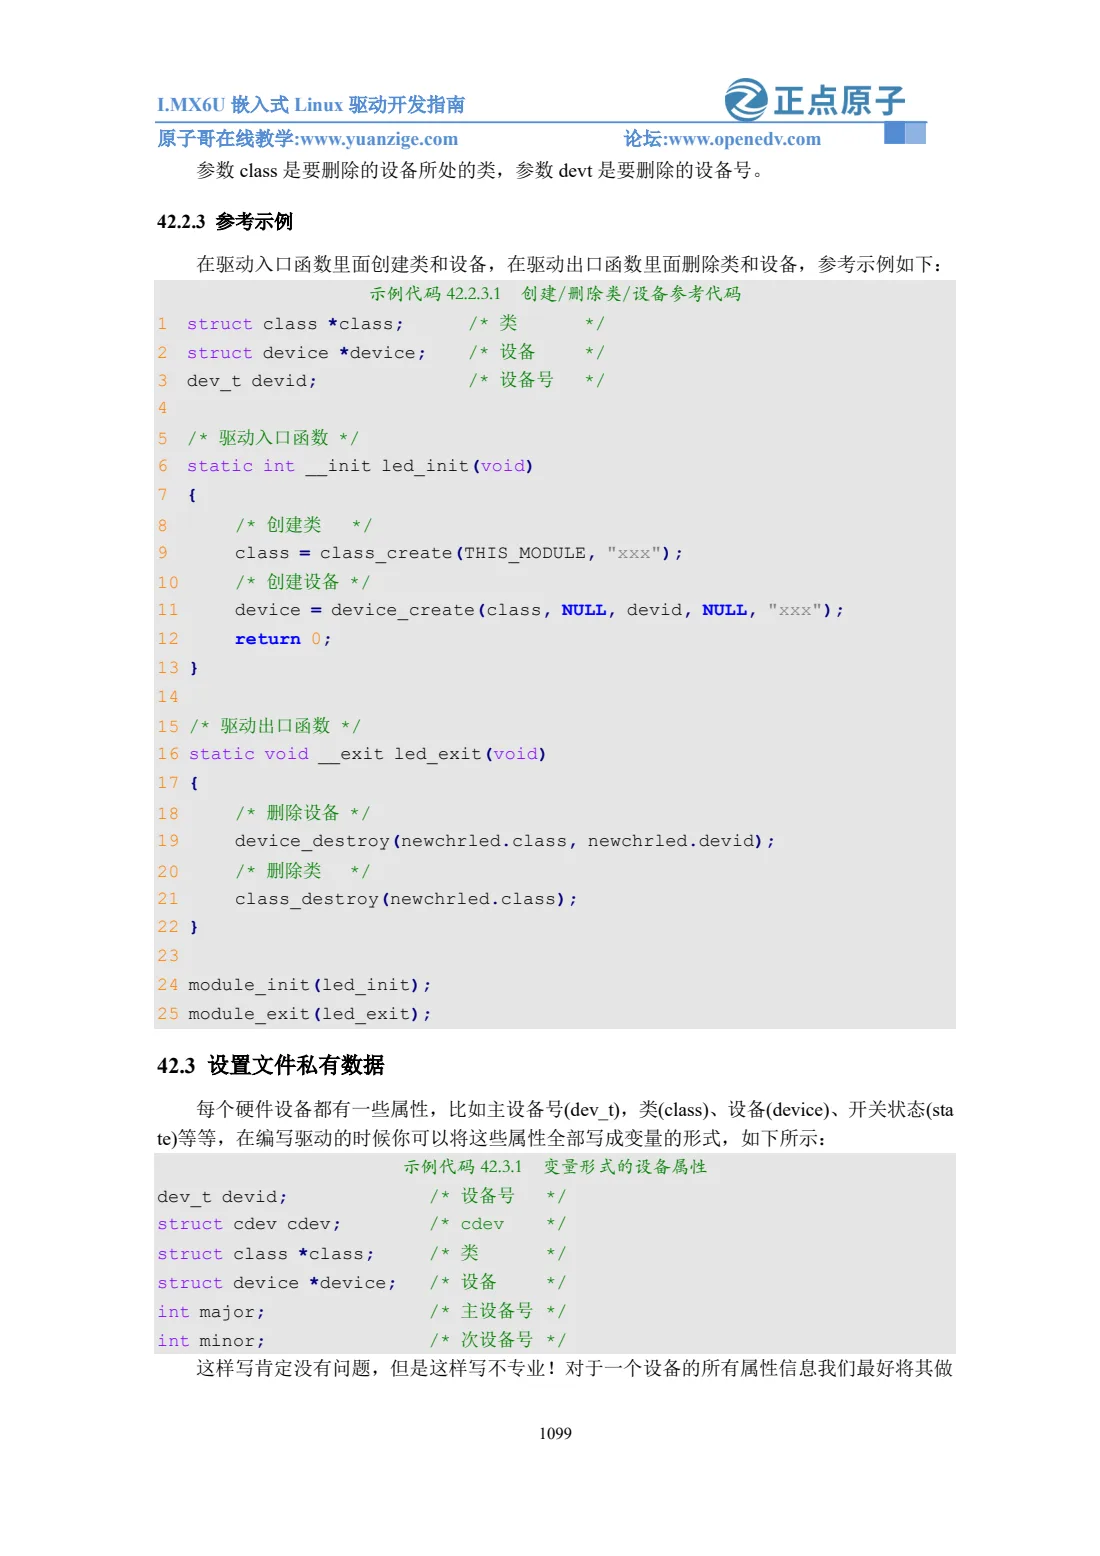 I.MX6U 嵌入式 Linux 驱动开发指南
正点原子
原子哥在线教学:www.yuanzige.com 论坛:www.openedv.com
参数 class 是要删除的设备所处的类，参数 devt 是要删除的设备号。
42.2.3 参考示例
在驱动入口函数里面创建类和设备，在驱动出口函数里面删除类和设备，参考示例如下：
示例代码 42.2.3.1 创建/删除类/设备参考代码
1 struct class *class; /* 类 */
2 struct device *device; /* 设备 */
3 dev_t devid; /* 设备号 */
4
5 /* 驱动入口函数 */
6 static int __init led_init(void)
7 {
8 /* 创建类 */
9 class = class_create(THIS_MODULE, "xxx");
10 /* 创建设备 */
11 device = device_create(class, NULL, devid, NULL, "xxx");
12 return 0;
13 }
14
15 /* 驱动出口函数 */
16 static void __exit led_exit(void)
17 {
18 /* 删除设备 */
19 device_destroy(newchrled.class, newchrled.devid);
20 /* 删除类 */
21 class_destroy(newchrled.class);
22 }
23
24 module_init(led_init);
25 module_exit(led_exit);
42.3 设置文件私有数据
每个硬件设备都有一些属性，比如主设备号(dev_t)，类(class)、设备(device)、开关状态(sta
te)等等，在编写驱动的时候你可以将这些属性全部写成变量的形式，如下所示：
示例代码 42.3.1 变量形式的设备属性
dev_t devid; /* 设备号 */
struct cdev cdev; /* cdev */
struct class *class; /* 类 */
struct device *device; /* 设备 */
int major; /* 主设备号 */
int minor; /* 次设备号 */
这样写肯定没有问题，但是这样写不专业！对于一个设备的所有属性信息我们最好将其做
1099